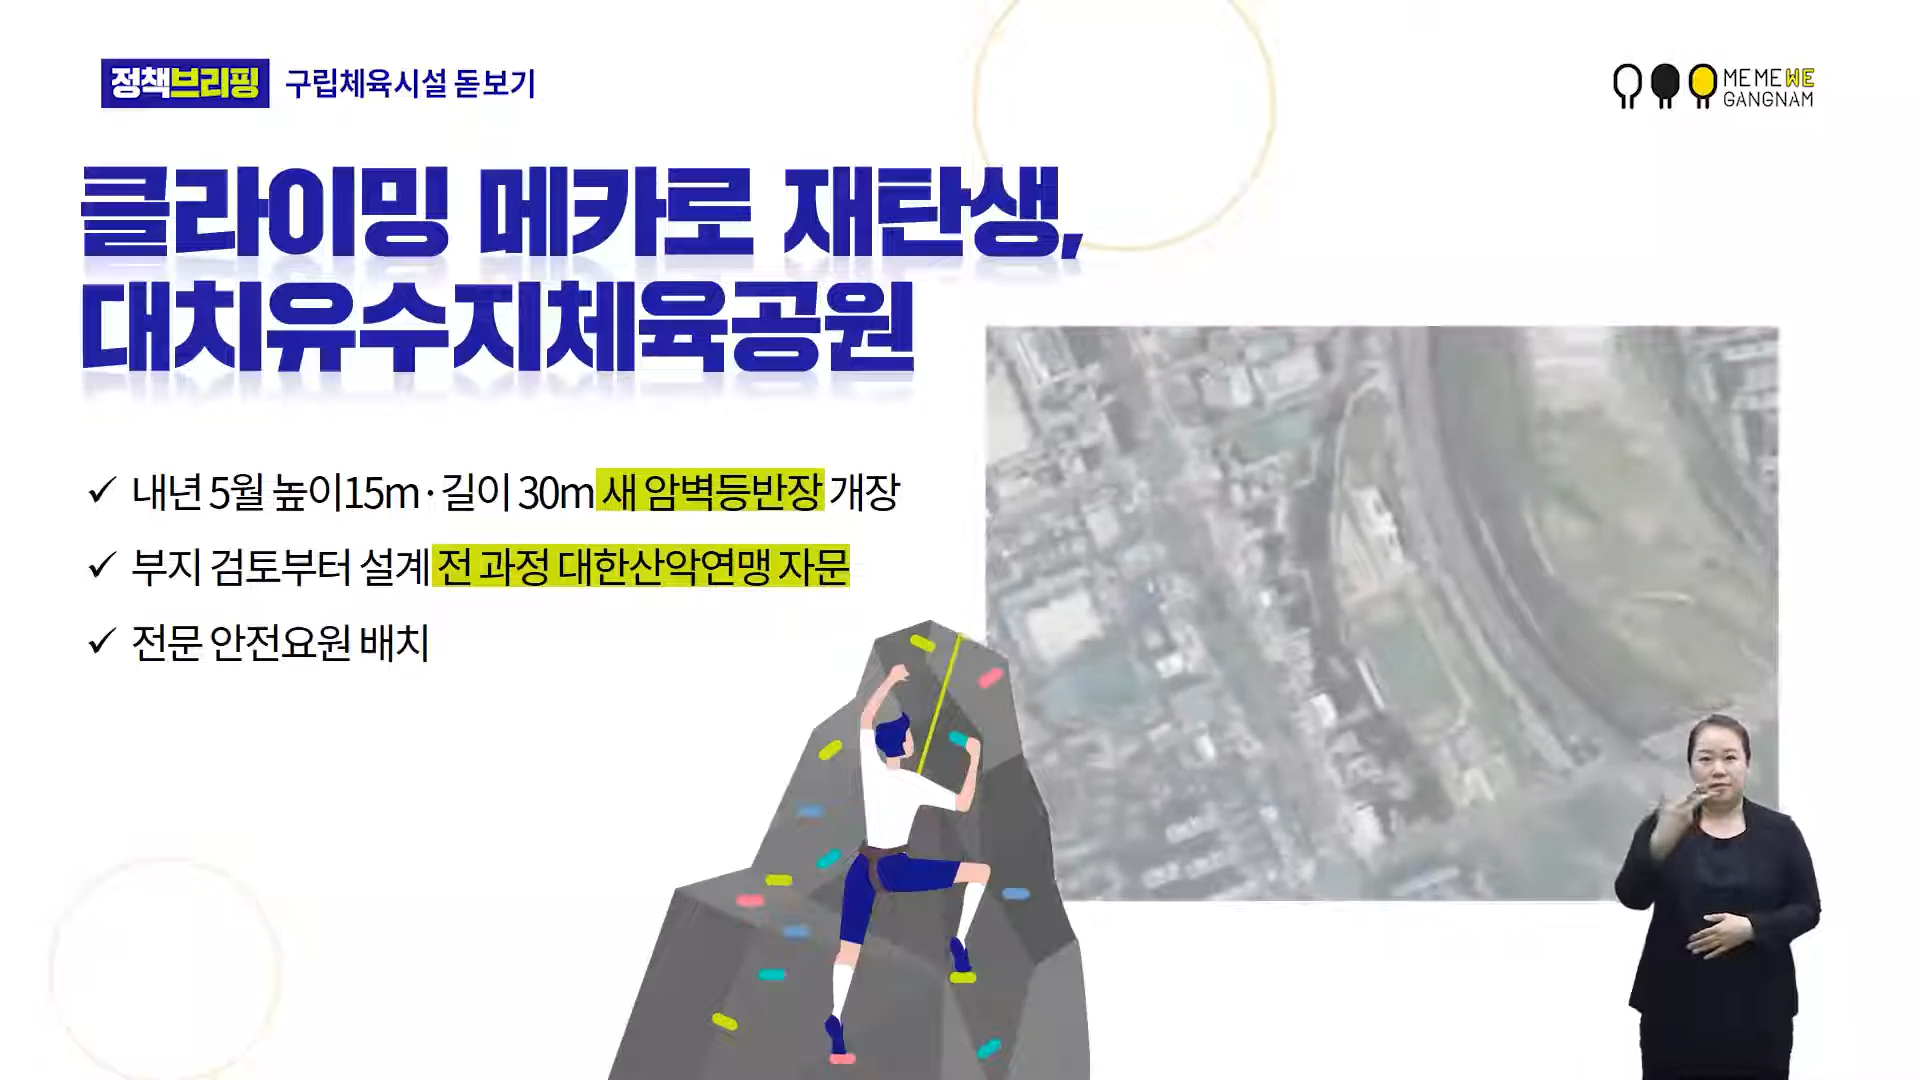 정책브리핑 구립체육시설 돋보기
MEMEWE
GANGNAM
클라이밍 메카로 재탄생,
대치유수지체육공원
✓ 내년 5월 높이15m·길이 30m 새 암벽등반장 개장
✓ 부지 검토부터 설계 전 과정 대한산악연맹 자문
✓ 전문 안전요원 배치